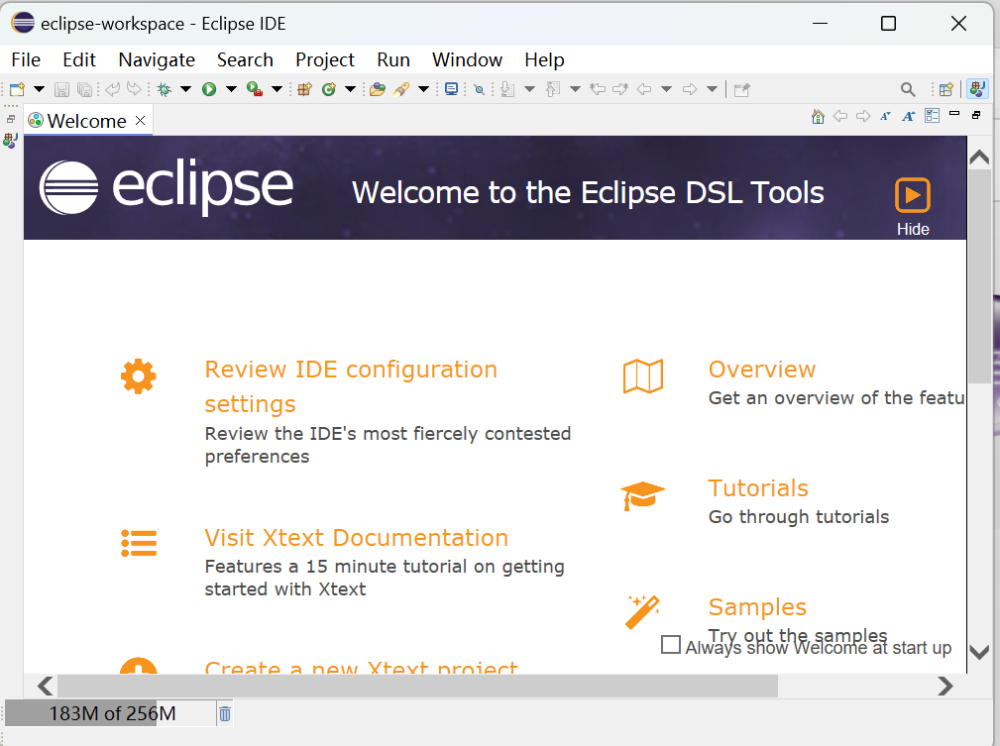 eclipse-workspace - Eclipse IDE
File Edit Navigate Search Project Run Window Help
Welcome
eclipse
Welcome to the Eclipse DSL Tools
Hide
Review IDE configuration
settings
Review the IDE's most fiercely contested
preferences
Overview
Get an overview of the featu
Tutorials
Go through tutorials
Visit Xtext Documentation
Features a 15 minute tutorial on getting
started with Xtext
Samples
Try out the samples
Always show Welcome at start up
Create a new Xtext project
183M of 256M